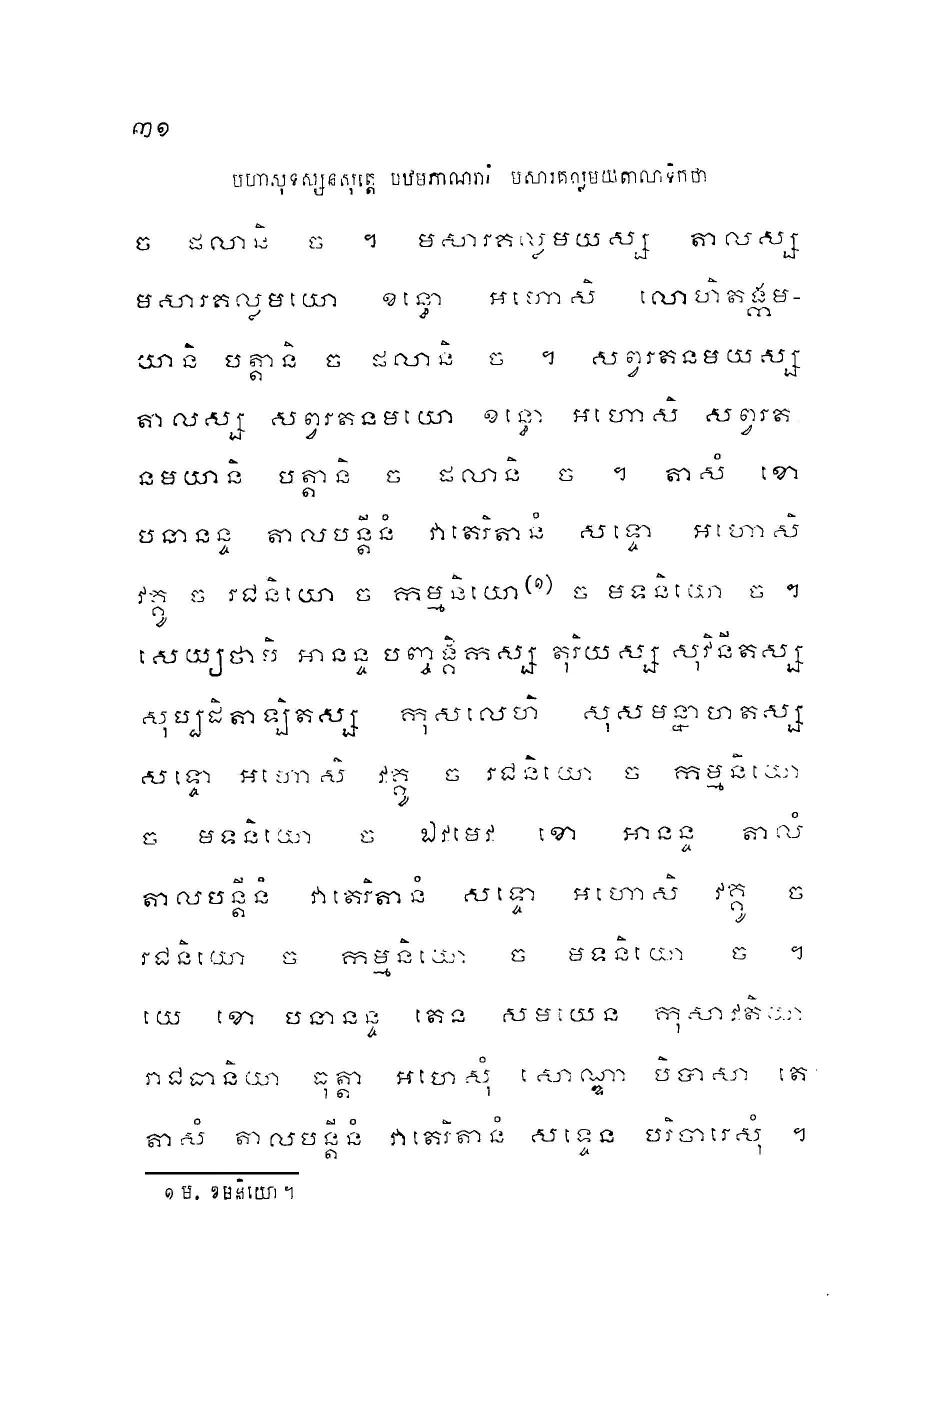 ៣១
មហាសុទស្សនសុត្តេ បឋមភាណវារំ មសារគល្លមយតាលាទិកថា
ច ផលានិ ច ។ មសារគល្លមយស្ស តាលស្ស
មសារគល្លមយោ ខន្ធោ អហោសិ លោហិតង្កម-
យានិ បត្តានិ ច ផលានិ ច ។ សព្វរតនមយស្ស
តាលស្ស សព្វរតនមយោ ខន្ធោ អហោសិ សព្វរត
នមយានិ បត្តានិ ច ផលានិ ច ។ តាសំ ខោ
បនានន្ទ តាលបន្តីនំ វាតេរិតានំ សទ្ទោ អហោសិ
វគ្គូ ច រជនិយោ ច កម្មនិយោ(១) ច មទនិយោ ច ។
សេយ្យថាបិ អានន្ទ បញ្ចង្គិកស្ស តុរិយស្ស សុវិនីតស្ស
សុប្បដិតាឡិតស្ស កុសលេហិ សុសមន្នាហតស្ស
សទ្ទោ អហោសិ វគ្គូ ច រជនិយោ ច កម្មនិយោ
ច មទនិយោ ច ឯវមេវ ខោ អានន្ទ តាលំ
តាលបន្តីនំ វាតេរិតានំ សទ្ទោ អហោសិ វគ្គូ ច
រជនិយោ ច កម្មនិយោ ច មទនិយោ ច ។
យេ ខោ បនានន្ទ តេន សមយេន កុសាវតិយា
រាជធានិយា ធុត្តា អហេសុំ សោណ្ឌា បិបាសា តេ
តាសំ តាលបន្តីនំ វាតេរិតានំ សទ្ទេន បរិចារេសុំ ។
១ ម. ខមនិយោ ។